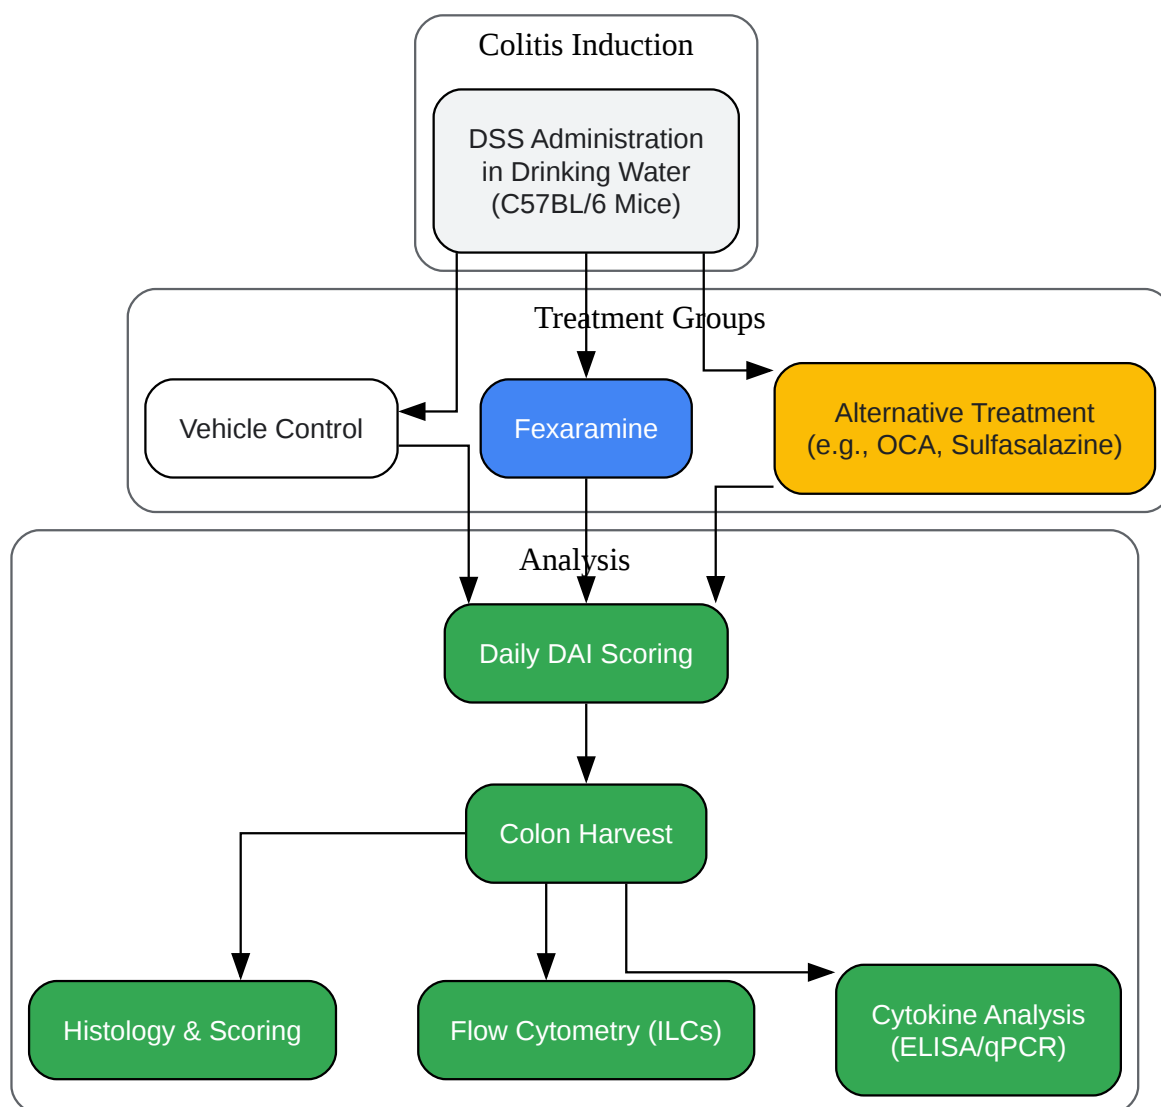 Colitis Induction
DSS Administration
in Drinking Water
(C57BL/6 Mice)
Treatment Groups
Vehicle Control
Fexaramine
Alternative Treatment
(e.g., OCA, Sulfasalazine)
Analysis
Daily DAI Scoring
Colon Harvest
Histology & Scoring
Flow Cytometry (ILCs)
Cytokine Analysis
(ELISA/qPCR)